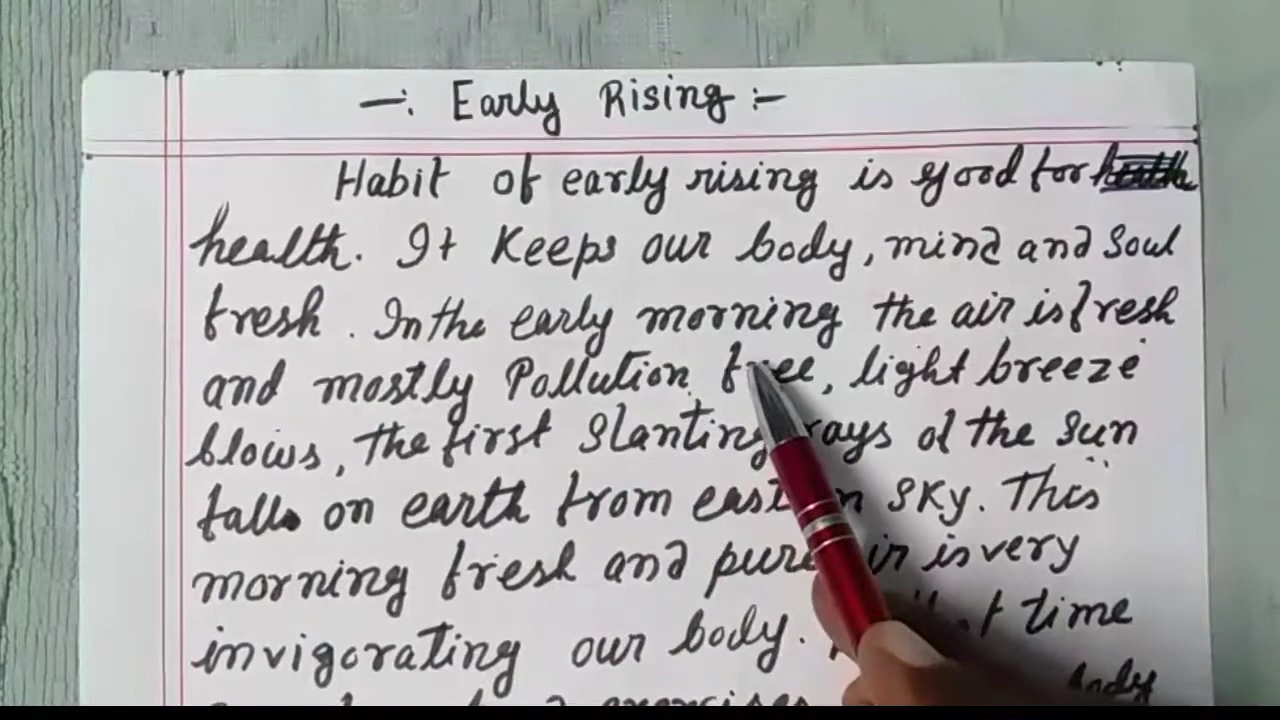 —: Early Rising :—
Habit of early rising is good for
health. It keeps our body, mind and soul
fresh. In the early morning the air is fresh
and mostly Pollution free, light breeze
blows, the first slanting rays of the sun
falls on earth from eastern sky. This
morning fresh and pure air is very
invigorating our body. time
exercises body